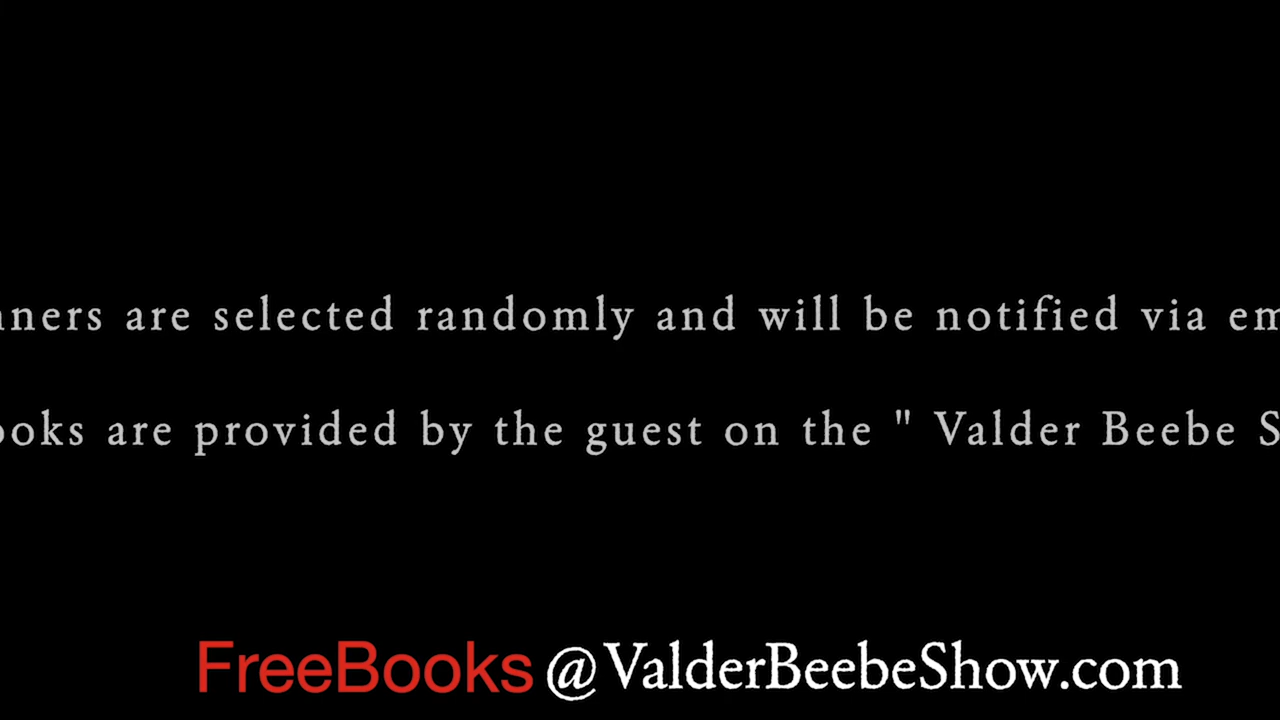 nners are selected randomly and will be notified via em
ooks are provided by the guest on the " Valder Beebe S
FreeBooks@ValderBeebeShow.com